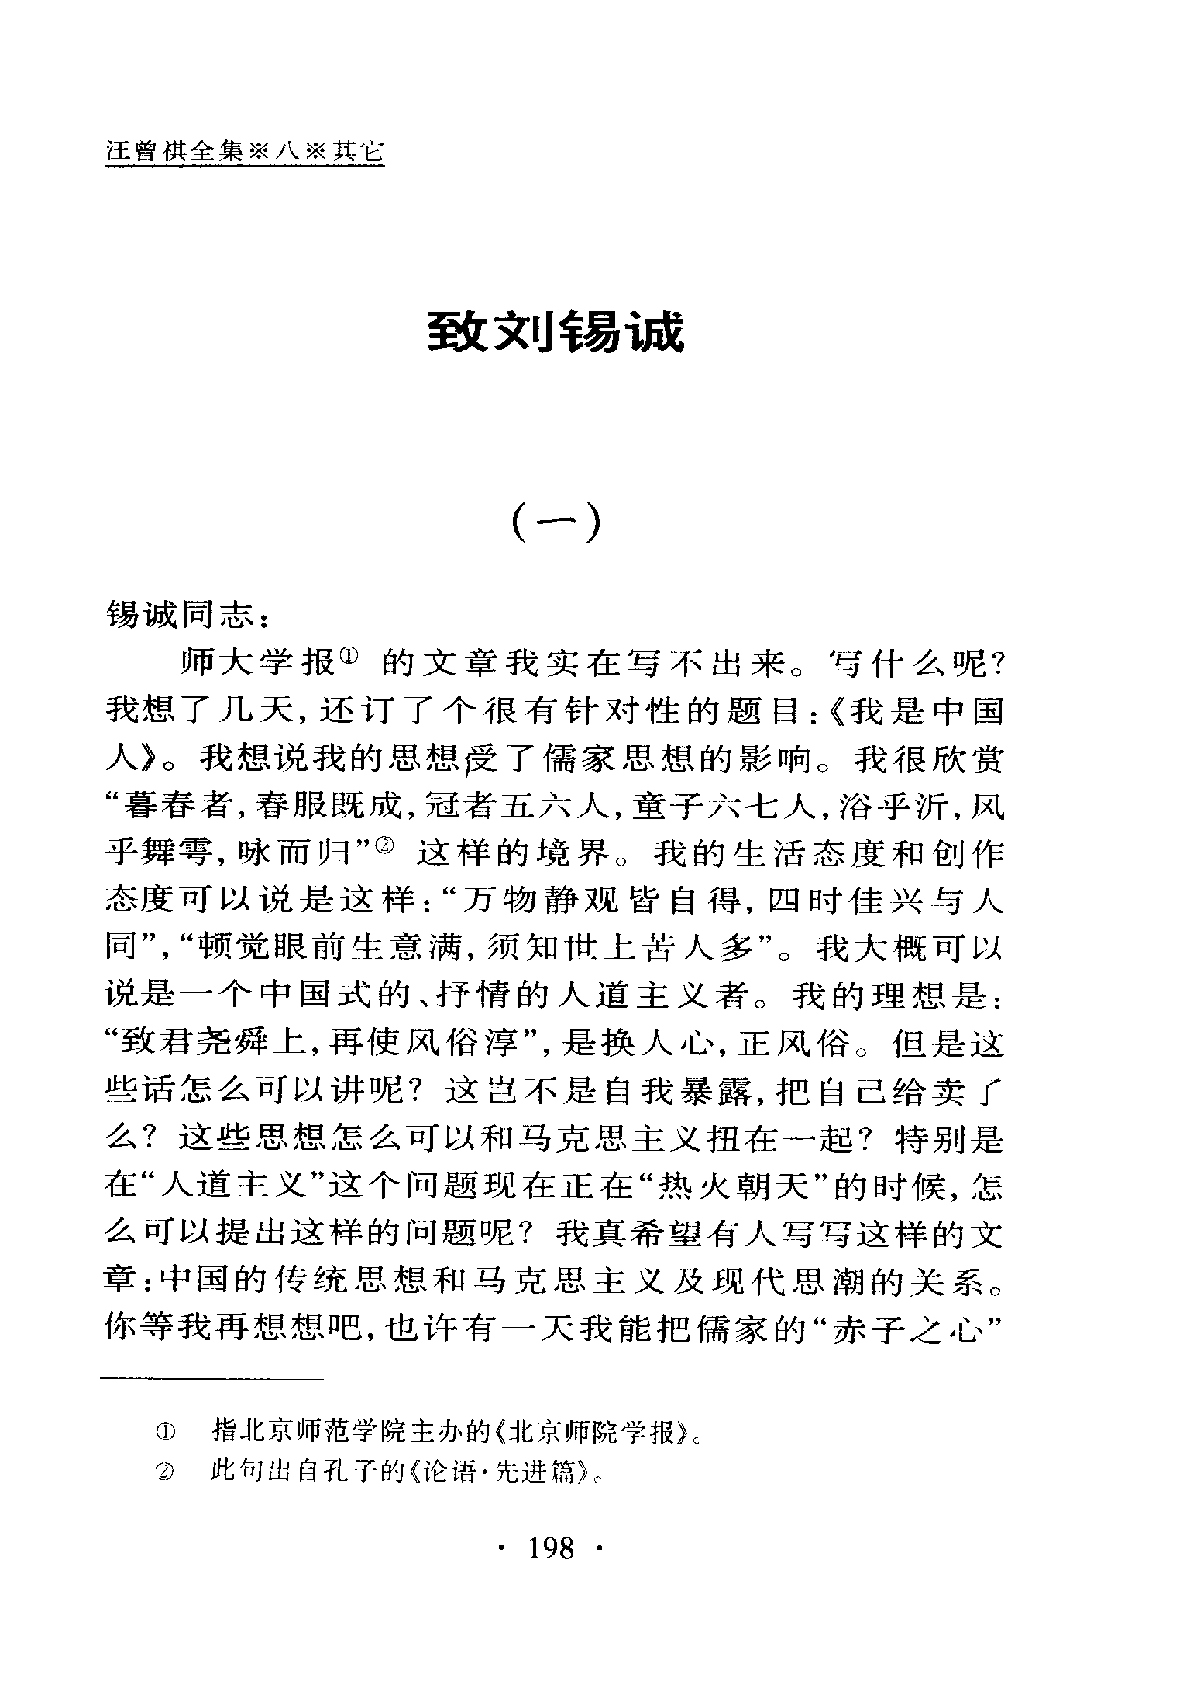 汪曾祺全集※八※其它
致刘锡诚
（一）
锡诚同志：
师大学报① 的文章我实在写不出来。写什么呢？
我想了几天，还订了个很有针对性的题目：《我是中国
人》。我想说我的思想受了儒家思想的影响。我很欣赏
“暮春者，春服既成，冠者五六人，童子六七人，浴乎沂，风
乎舞雩，咏而归”② 这样的境界。我的生活态度和创作
态度可以说是这样：“万物静观皆自得，四时佳兴与人
同”，“顿觉眼前生意满，须知世上苦人多”。我大概可以
说是一个中国式的、抒情的人道主义者。我的理想是：
“致君尧舜上，再使风俗淳”，是换人心，正风俗。但是这
些话怎么可以讲呢？这岂不是自我暴露，把自己给卖了
么？这些思想怎么可以和马克思主义扭在一起？特别是
在“人道主义”这个问题现在正在“热火朝天”的时候，怎
么可以提出这样的问题呢？我真希望有人写写这样的文
章：中国的传统思想和马克思主义及现代思潮的关系。
你等我再想想吧，也许有一天我能把儒家的“赤子之心”
① 指北京师范学院主办的《北京师院学报》。
② 此句出自孔子的《论语·先进篇》。
· 198 ·